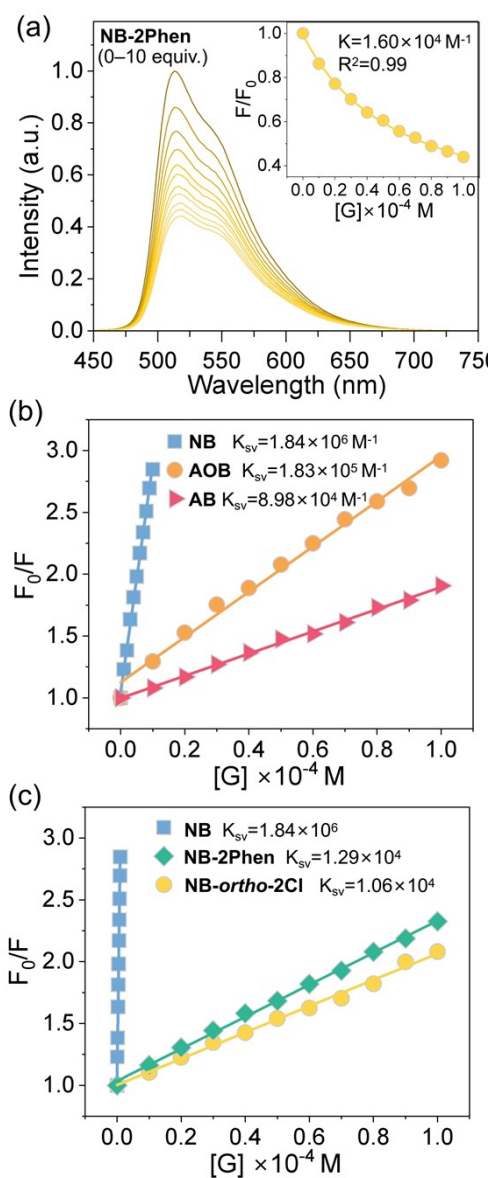 (a)
NB-2Phen
(0–10 equiv.)
K=1.60×10⁴ M⁻¹
R²=0.99
F/F₀
1.0
0.8
0.6
0.4
0.0 0.2 0.4 0.6 0.8 1.0
[G]×10⁻⁴ M
Intensity (a.u.)
1.0
0.8
0.6
0.4
0.2
0.0
450 500 550 600 650 700 750
Wavelength (nm)
(b)
NB K_sv=1.84×10⁶ M⁻¹
AOB K_sv=1.83×10⁵ M⁻¹
AB K_sv=8.98×10⁴ M⁻¹
F₀/F
3.0
2.5
2.0
1.5
1.0
0.0 0.2 0.4 0.6 0.8 1.0
[G] ×10⁻⁴ M
(c)
NB K_sv=1.84×10⁶
NB-2Phen K_sv=1.29×10⁴
NB-ortho-2Cl K_sv=1.06×10⁴
F₀/F
3.0
2.5
2.0
1.5
1.0
0.0 0.2 0.4 0.6 0.8 1.0
[G] ×10⁻⁴ M